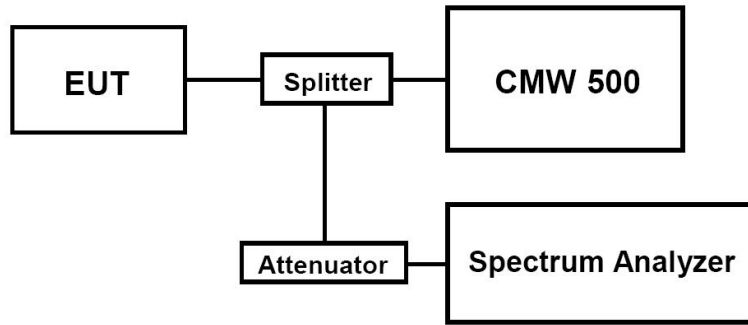 EUT
Splitter
CMW 500
Attenuator
Spectrum Analyzer